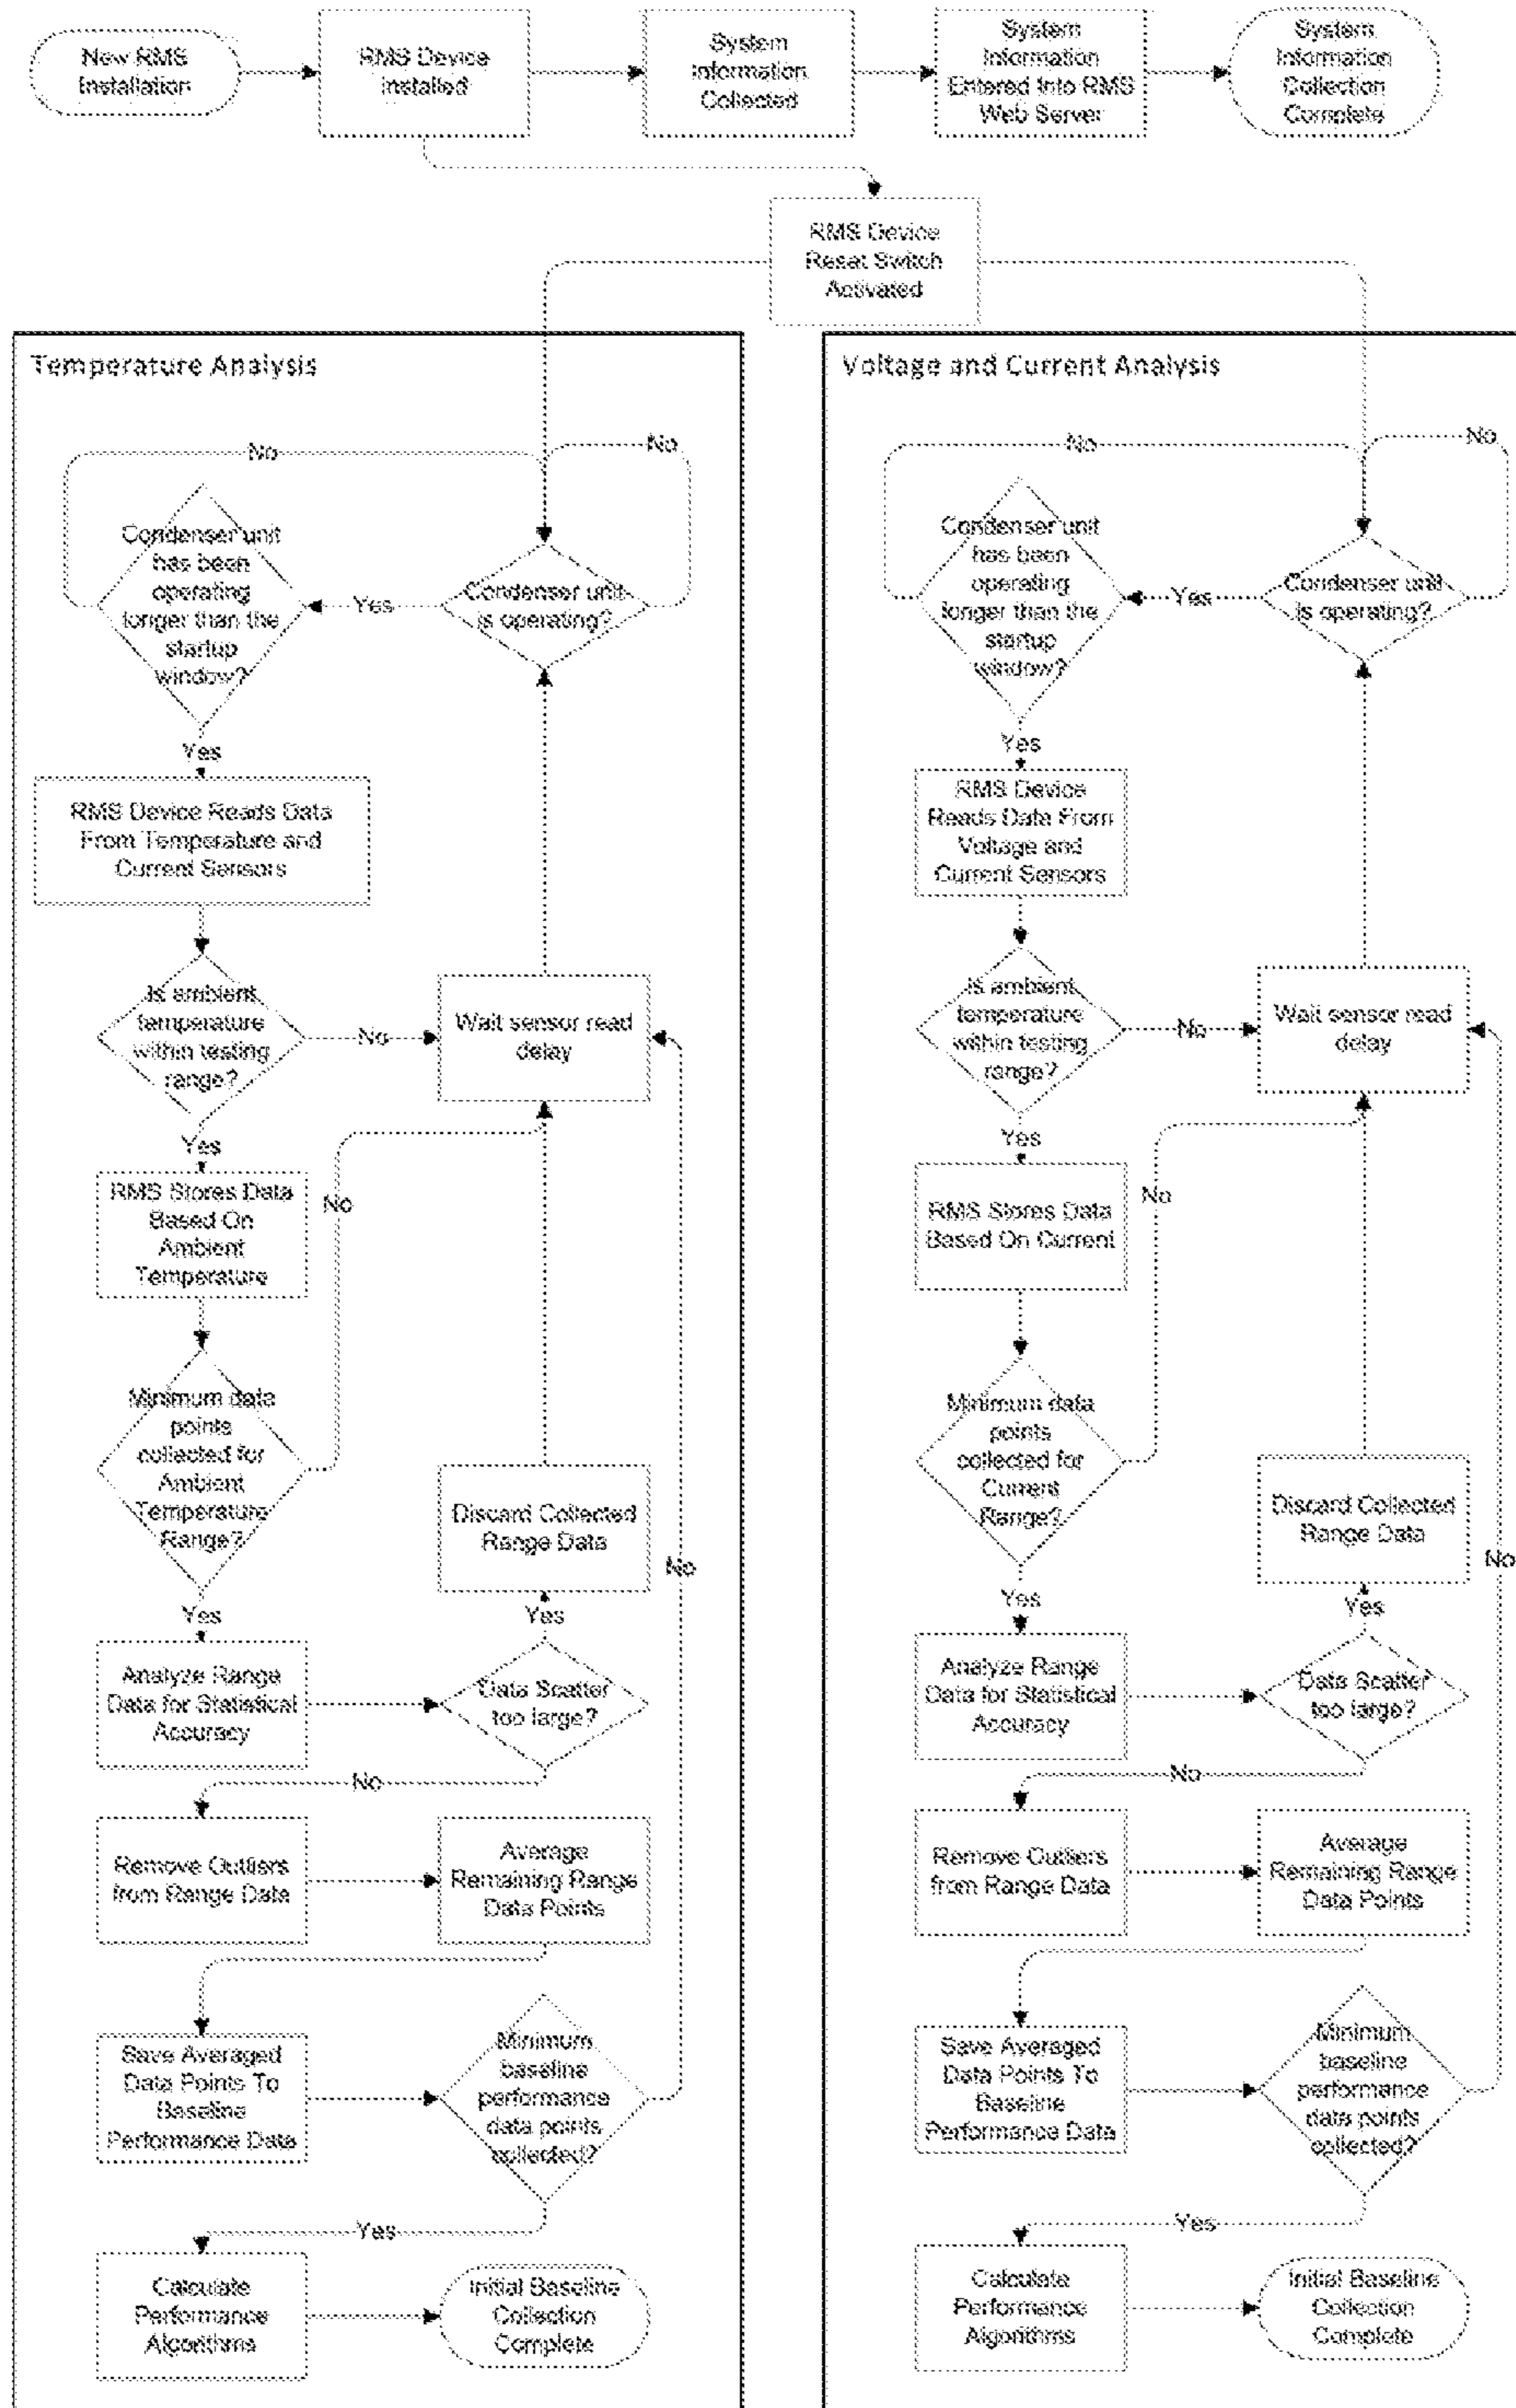 New RMS
Installation
RMS Device
Installed
System
Information
Collected
System
Information
Entered Into RMS
Web Server
System
Information
Collection
Complete
RMS Device
Reset Switch
Activated
Temperature Analysis
No
No
Condenser unit
has been
operating
longer than the
startup
window?
Yes
Condenser unit
is operating?
Yes
RMS Device Reads Data
From Temperature and
Current Sensors
Is ambient
temperature
within testing
range?
No
Wait sensor read
delay
Yes
RMS Stores Data
Based On
Ambient
Temperature
No
Minimum data
points
collected for
Ambient
Temperature
Range?
Discard Collected
Range Data
No
Yes
Yes
Analyze Range
Data for Statistical
Accuracy
Data Scatter
too large?
No
Remove Outliers
from Range Data
Average
Remaining Range
Data Points
Save Averaged
Data Points To
Baseline
Performance Data
Minimum
baseline
performance
data points
collected?
Yes
Calculate
Performance
Algorithms
Initial Baseline
Collection
Complete
Voltage and Current Analysis
No
No
Condenser unit
has been
operating
longer than the
startup
window?
Yes
Condenser unit
is operating?
Yes
RMS Device
Reads Data From
Voltage and
Current Sensors
Is ambient
temperature
within testing
range?
No
Wait sensor read
delay
Yes
RMS Stores Data
Based On Current
No
Minimum data
points
collected for
Current
Range?
Discard Collected
Range Data
No
Yes
Yes
Analyze Range
Data for Statistical
Accuracy
Data Scatter
too large?
No
Remove Outliers
from Range Data
Average
Remaining Range
Data Points
Save Averaged
Data Points To
Baseline
Performance Data
Minimum
baseline
performance
data points
collected?
Yes
Calculate
Performance
Algorithms
Initial Baseline
Collection
Complete